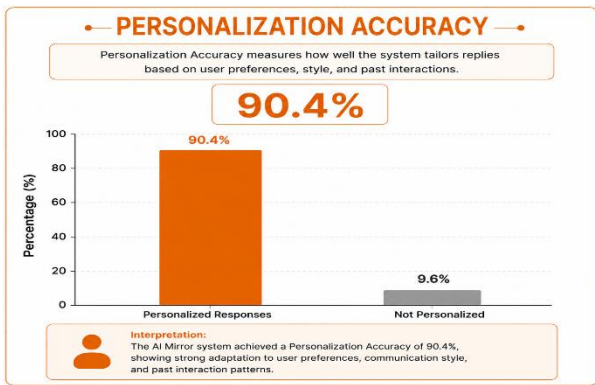 PERSONALIZATION ACCURACY
Personalization Accuracy measures how well the system tailors replies
based on user preferences, style, and past interactions.
90.4%
Percentage (%)
100
80
60
40
20
0
90.4%
9.6%
Personalized Responses
Not Personalized
Interpretation:
The AI Mirror system achieved a Personalization Accuracy of 90.4%,
showing strong adaptation to user preferences, communication style,
and past interaction patterns.